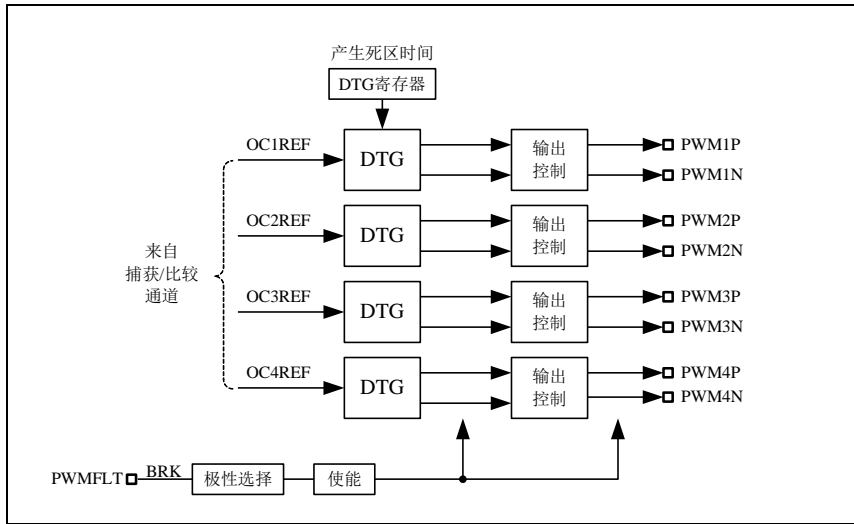 产生死区时间
DTG寄存器
OC1REF
DTG
输出
控制
PWM1P
PWM1N
OC2REF
DTG
输出
控制
PWM2P
PWM2N
来自
捕获/比较
通道
OC3REF
DTG
输出
控制
PWM3P
PWM3N
OC4REF
DTG
输出
控制
PWM4P
PWM4N
PWMFLT
BRK
极性选择
使能